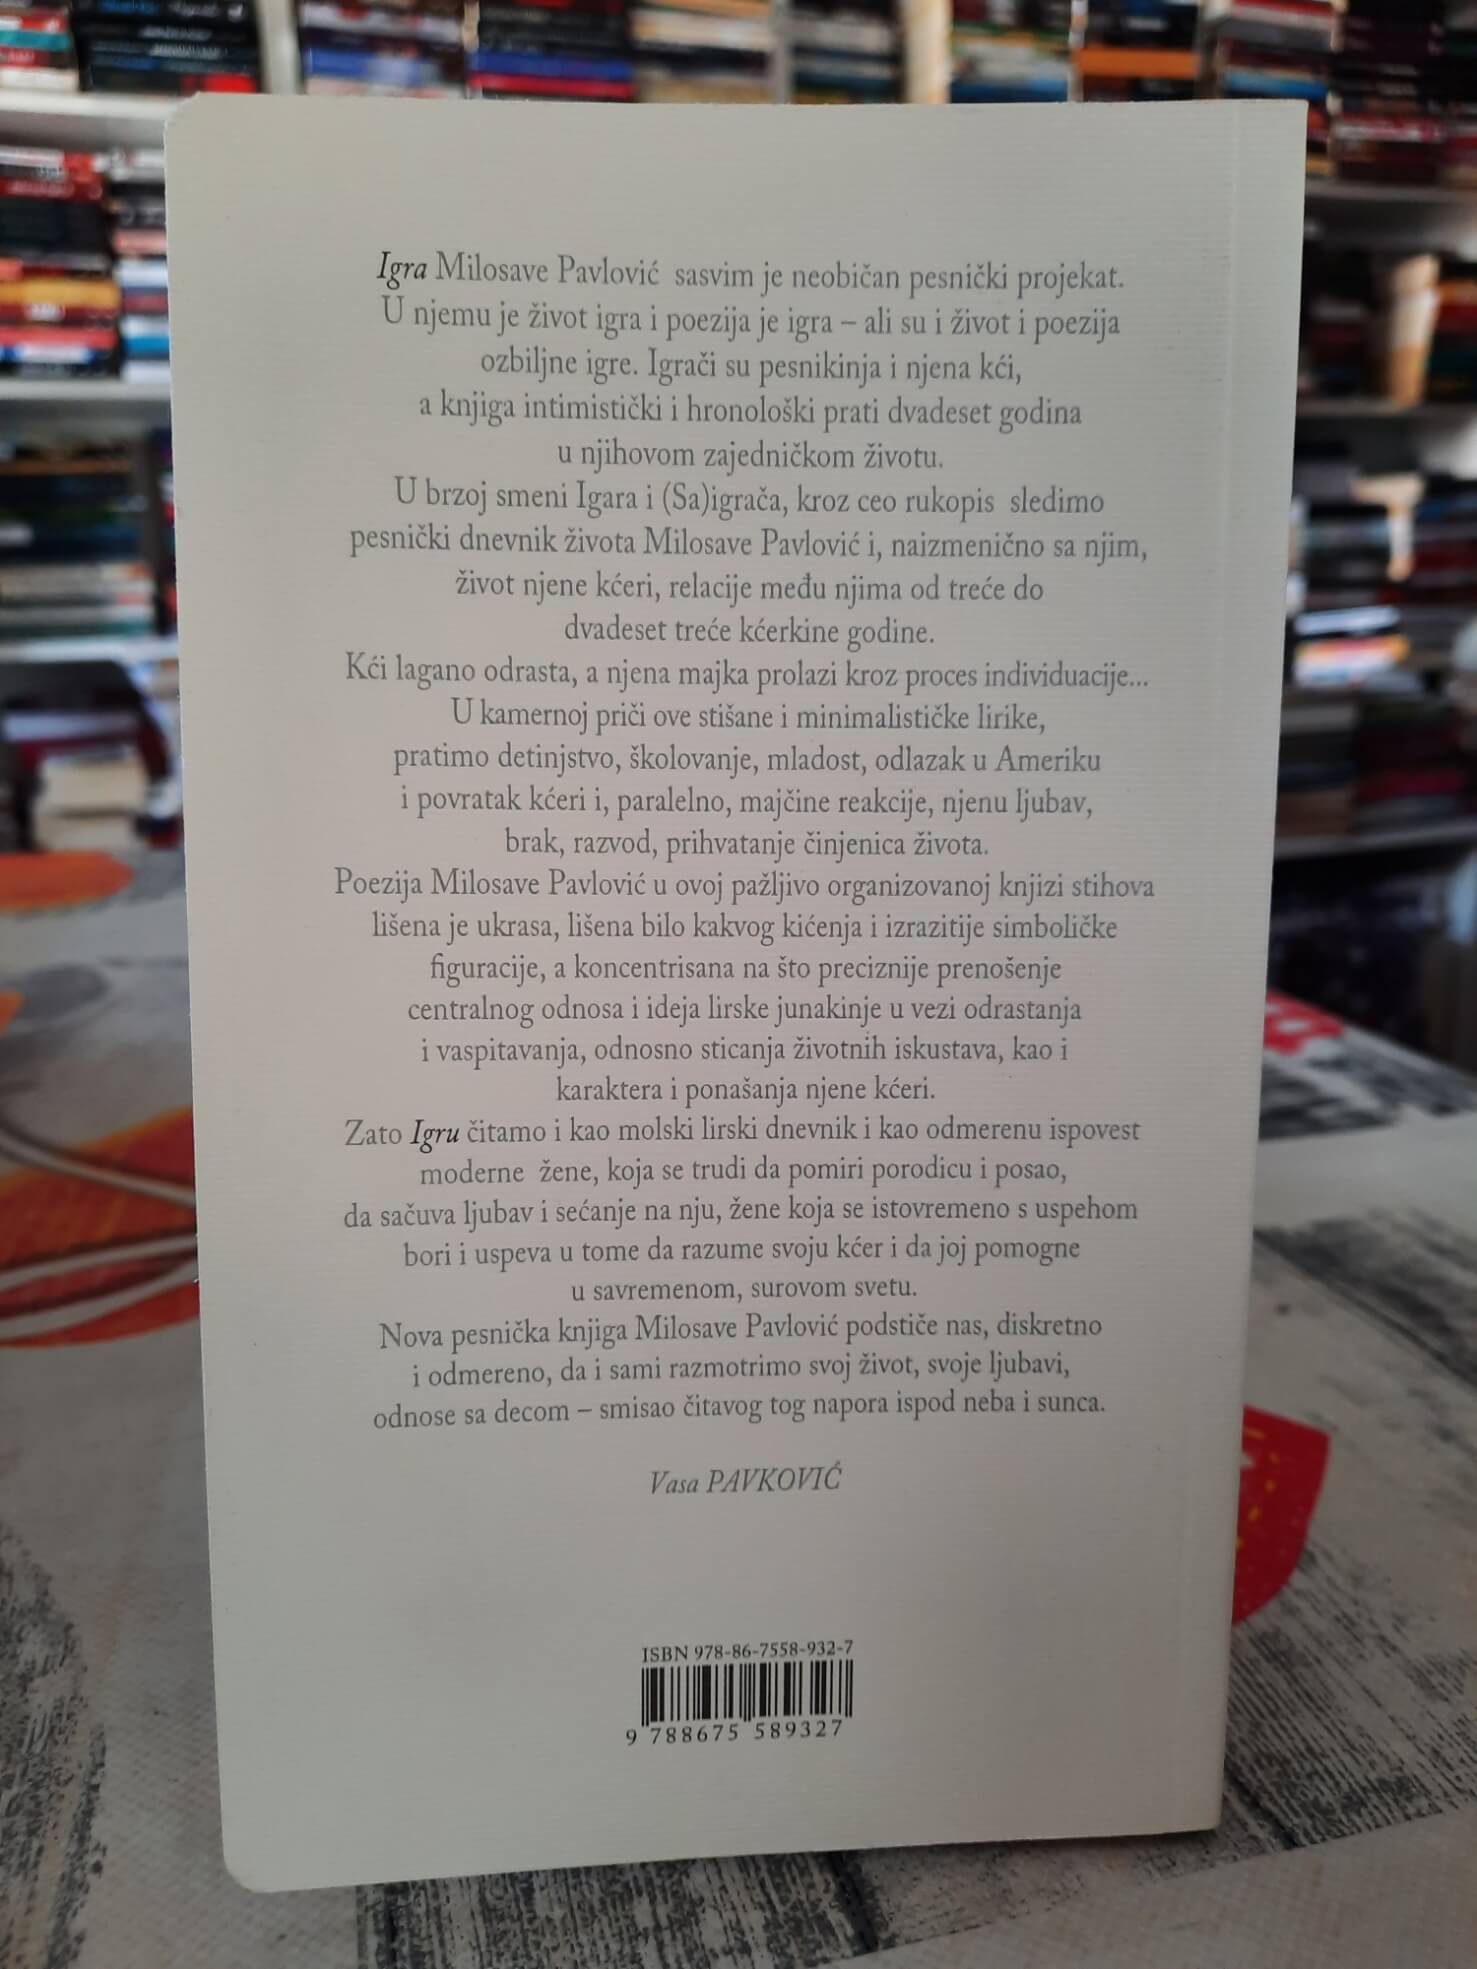 Igra Milosave Pavlović sasvim je neobičan pesnički projekat.
U njemu je život igra i poezija je igra – ali su i život i poezija
ozbiljne igre. Igrači su pesnikinja i njena kći,
a knjiga intimistički i hronološki prati dvadeset godina
u njihovom zajedničkom životu.
U brzoj smeni Igara i (Sa)igrača, kroz ceo rukopis sledimo
pesnički dnevnik života Milosave Pavlović i, naizmenično sa njim,
život njene kćeri, relacije među njima od treće do
dvadeset treće kćerkine godine.
Kći lagano odrasta, a njena majka prolazi kroz proces individuacije...
U kamernoj priči ove stišane i minimalističke lirike,
pratimo detinjstvo, školovanje, mladost, odlazak u Ameriku
i povratak kćeri i, paralelno, majčine reakcije, njenu ljubav,
brak, razvod, prihvatanje činjenica života.
Poezija Milosave Pavlović u ovoj pažljivo organizovanoj knjizi stihova
lišena je ukrasa, lišena bilo kakvog kićenja i izrazitije simboličke
figuracije, a koncentrisana na što preciznije prenošenje
centralnog odnosa i ideja lirske junakinje u vezi odrastanja
i vaspitavanja, odnosno sticanja životnih iskustava, kao i
karaktera i ponašanja njene kćeri.
Zato Igru čitamo i kao molski lirski dnevnik i kao odmerenu ispovest
moderne žene, koja se trudi da pomiri porodicu i posao,
da sačuva ljubav i sećanje na nju, žene koja se istovremeno s uspehom
bori i uspeva u tome da razume svoju kćer i da joj pomogne
u savremenom, surovom svetu.
Nova pesnička knjiga Milosave Pavlović podstiče nas, diskretno
i odmereno, da i sami razmotrimo svoj život, svoje ljubavi,
odnose sa decom – smisao čitavog tog napora ispod neba i sunca.
Vasa PAVKOVIĆ
ISBN 978-86-7558-932-7
9 788675 589327